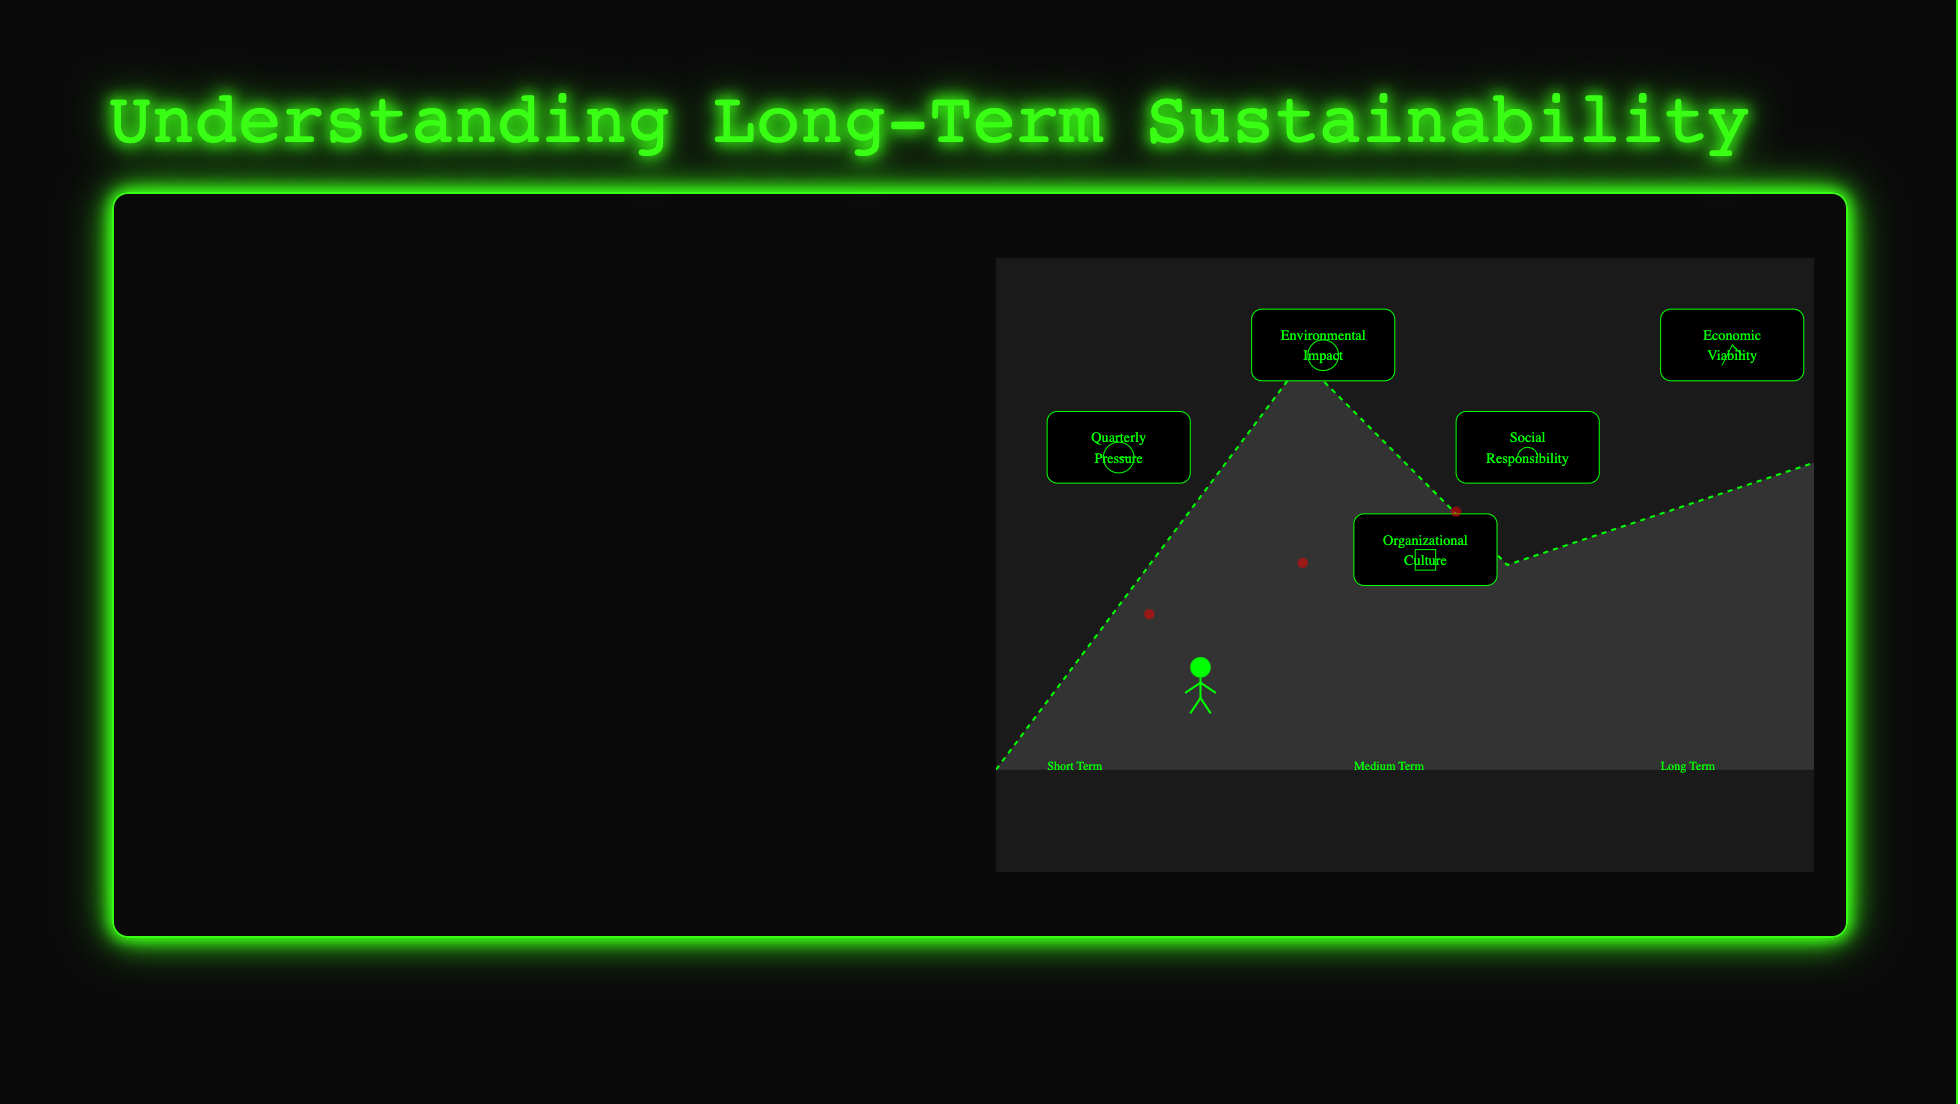 Understanding Long-Term Sustainability
Environmental
Impact
Economic
Viability
Quarterly
Pressure
Social
Responsibility
Organizational
Culture
Short Term
Medium Term
Long Term